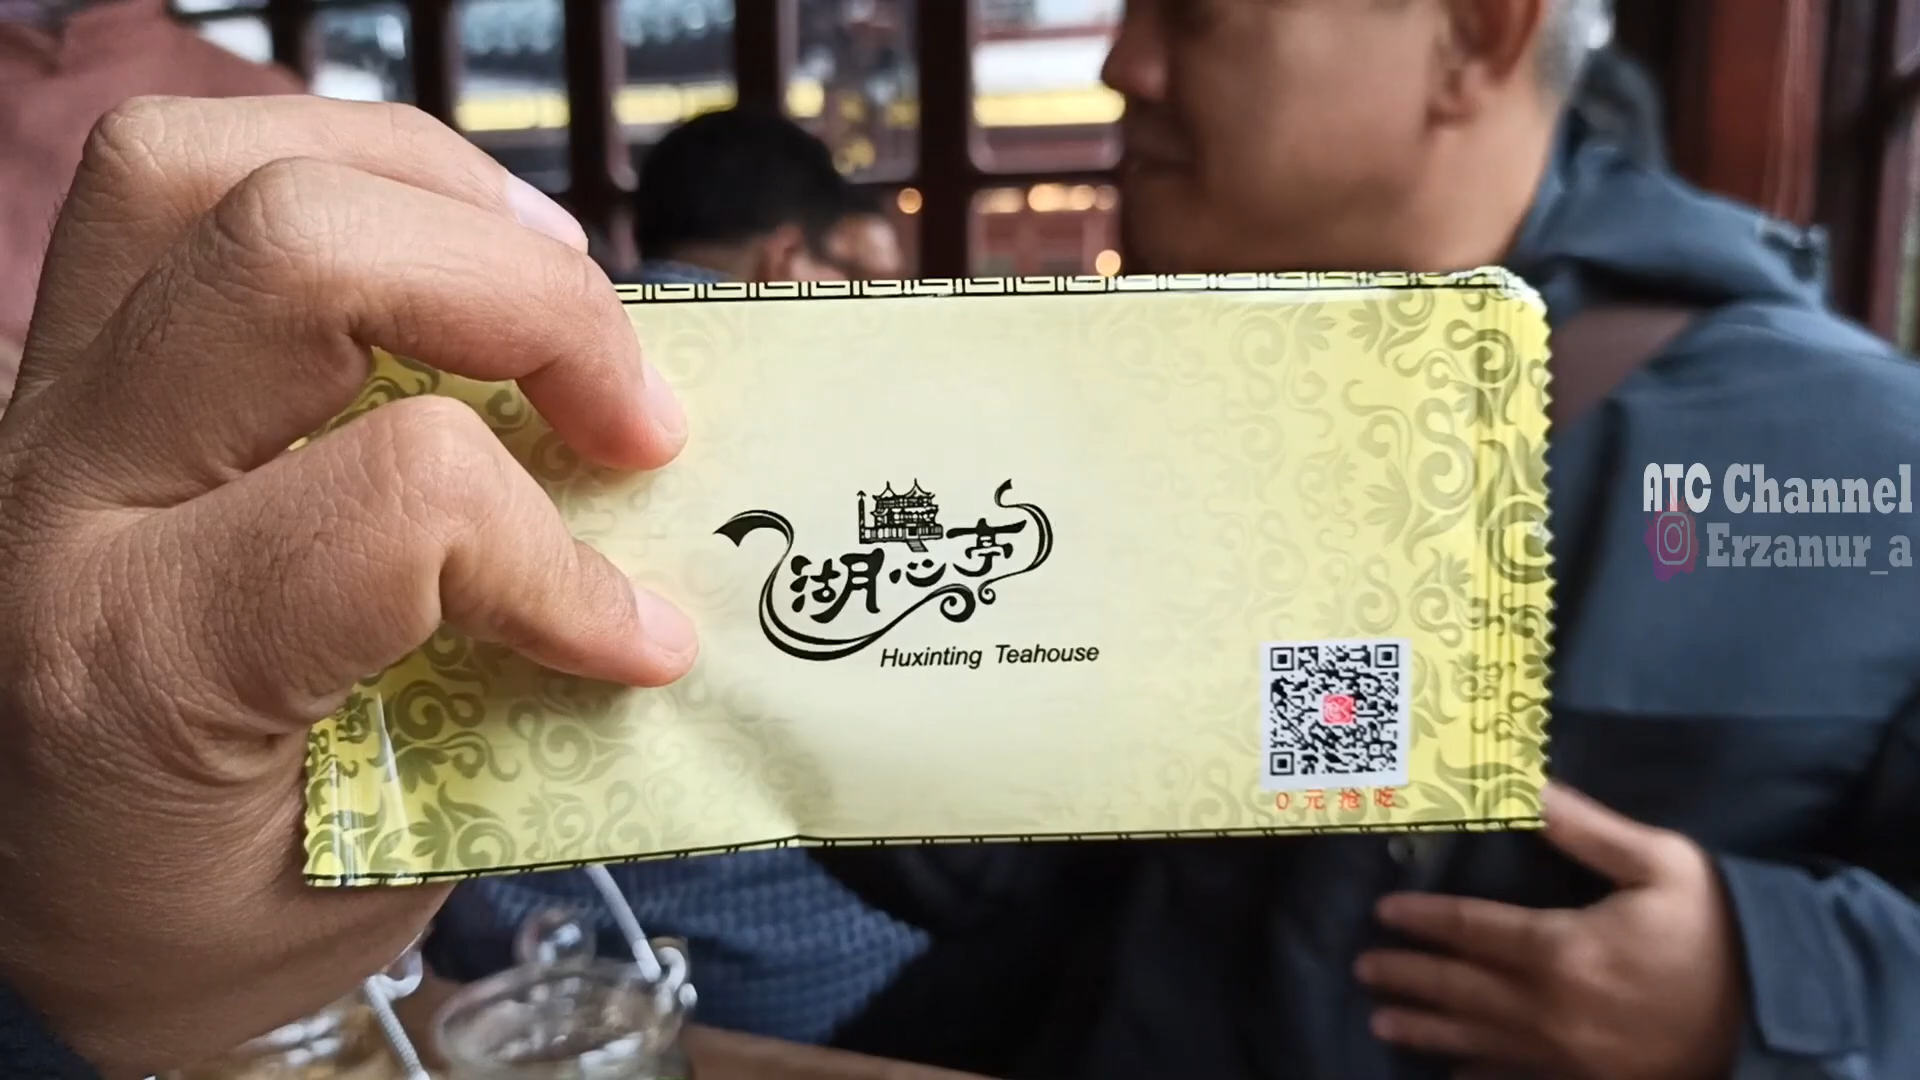 湖心亭
Huxinting Teahouse
0元抢吃
ATC Channel
Erzanur_a